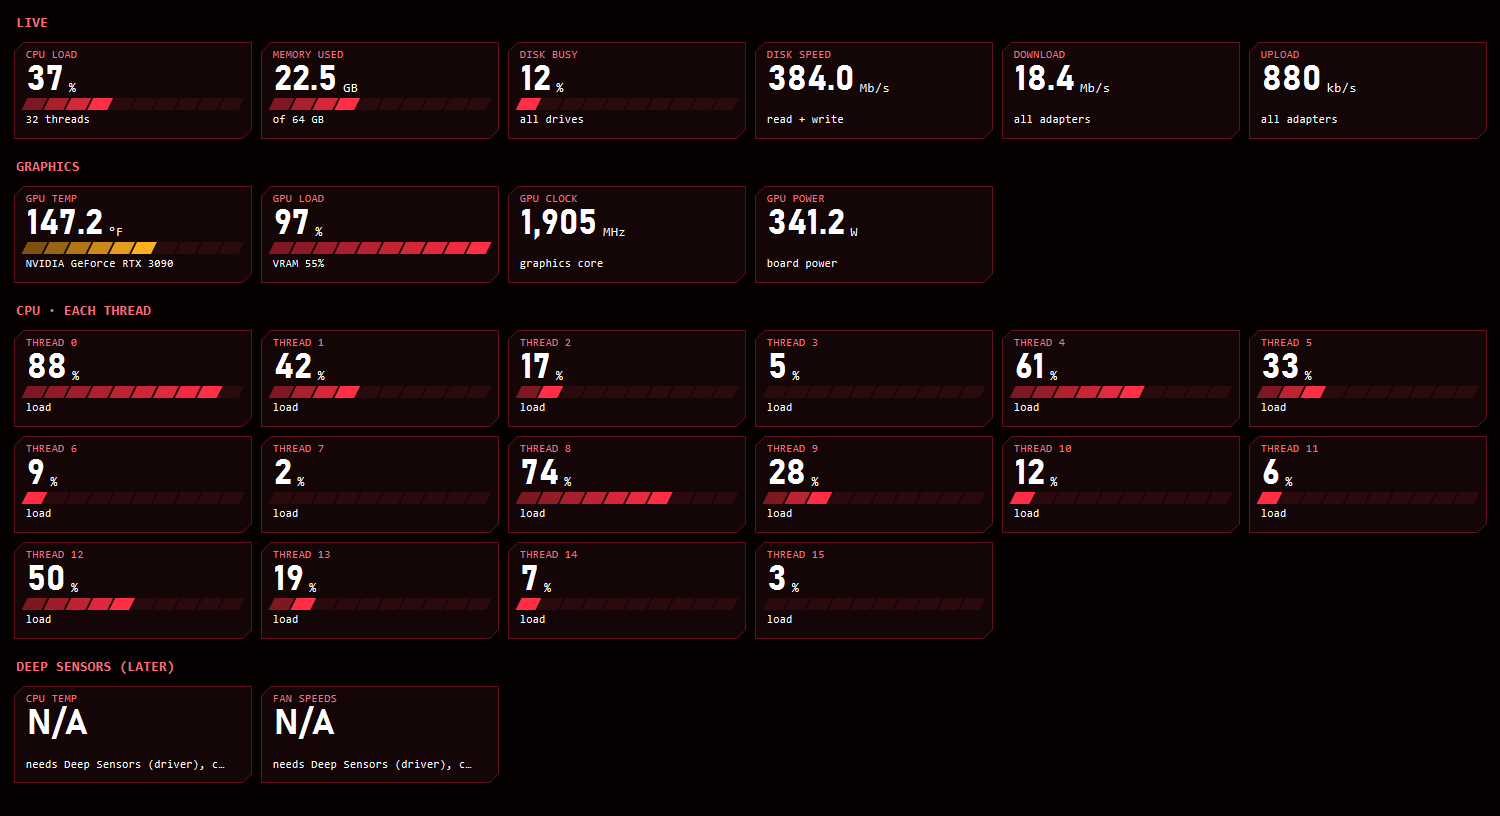 LIVE
CPU LOAD
37 %
32 threads
MEMORY USED
22.5 GB
of 64 GB
DISK BUSY
12 %
all drives
DISK SPEED
384.0 Mb/s
read + write
DOWNLOAD
18.4 Mb/s
all adapters
UPLOAD
880 kb/s
all adapters
GRAPHICS
GPU TEMP
147.2 °F
NVIDIA GeForce RTX 3090
GPU LOAD
97 %
VRAM 55%
GPU CLOCK
1,905 MHz
graphics core
GPU POWER
341.2 W
board power
CPU · EACH THREAD
THREAD 0
88 %
load
THREAD 1
42 %
load
THREAD 2
17 %
load
THREAD 3
5 %
load
THREAD 4
61 %
load
THREAD 5
33 %
load
THREAD 6
9 %
load
THREAD 7
2 %
load
THREAD 8
74 %
load
THREAD 9
28 %
load
THREAD 10
12 %
load
THREAD 11
6 %
load
THREAD 12
50 %
load
THREAD 13
19 %
load
THREAD 14
7 %
load
THREAD 15
3 %
load
DEEP SENSORS (LATER)
CPU TEMP
N/A
needs Deep Sensors (driver), c…
FAN SPEEDS
N/A
needs Deep Sensors (driver), c…